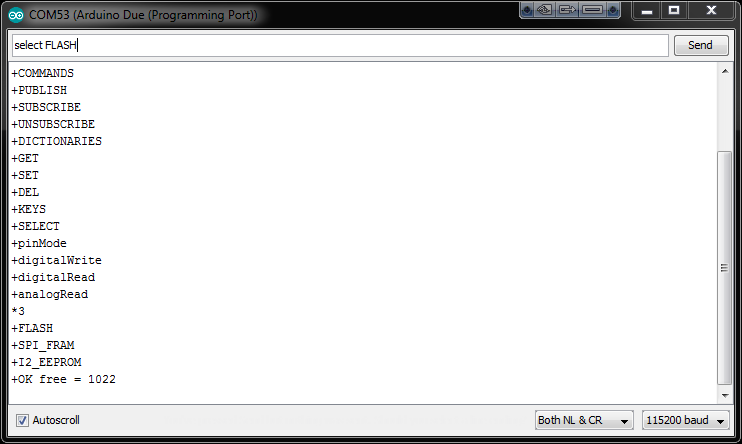 COM53 (Arduino Due (Programming Port))
select FLASH
Send
+COMMANDS
+PUBLISH
+SUBSCRIBE
+UNSUBSCRIBE
+DICTIONARIES
+GET
+SET
+DEL
+KEYS
+SELECT
+pinMode
+digitalWrite
+digitalRead
+analogRead
*3
+FLASH
+SPI_FRAM
+I2_EEPROM
+OK free = 1022
Autoscroll
Both NL & CR
115200 baud